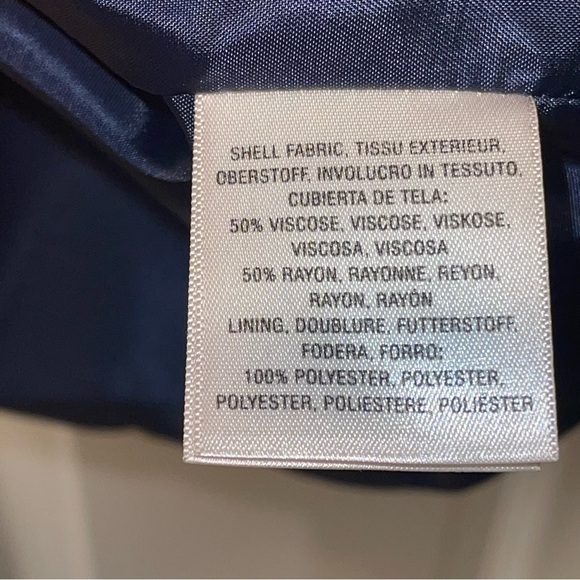 SHELL FABRIC, TISSU EXTERIEUR,
OBERSTOFF, INVOLUCRO IN TESSUTO,
CUBIERTA DE TELA:
50% VISCOSE, VISCOSE, VISKOSE,
VISCOSA, VISCOSA
50% RAYON, RAYONNE, REYON,
RAYON, RAYÓN
LINING, DOUBLURE, FUTTERSTOFF,
FODERA, FORRO:
100% POLYESTER, POLYESTER,
POLYESTER, POLIESTERE, POLIÉSTER